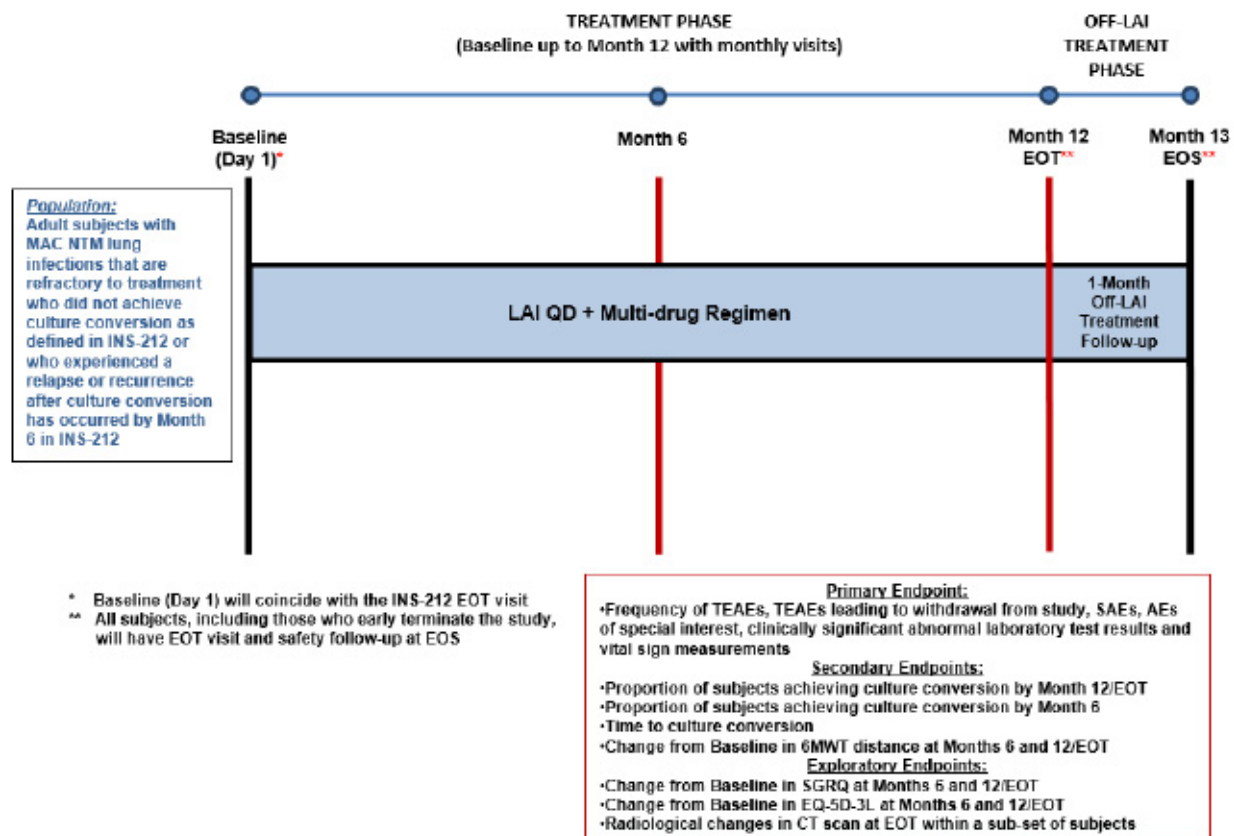 TREATMENT PHASE
(Baseline up to Month 12 with monthly visits)
OFF-LAI
TREATMENT
PHASE
Baseline
(Day 1)*
Month 6
Month 12
EOT**
Month 13
EOS**
Population:
Adult subjects with
MAC NTM lung
infections that are
refractory to treatment
who did not achieve
culture conversion as
defined in INS-212 or
who experienced a
relapse or recurrence
after culture conversion
has occurred by Month
6 in INS-212
LAI QD + Multi-drug Regimen
1-Month
Off-LAI
Treatment
Follow-up
* Baseline (Day 1) will coincide with the INS-212 EOT visit
** All subjects, including those who early terminate the study,
will have EOT visit and safety follow-up at EOS
Primary Endpoint:
•Frequency of TEAEs, TEAEs leading to withdrawal from study, SAEs, AEs
of special interest, clinically significant abnormal laboratory test results and
vital sign measurements
Secondary Endpoints:
•Proportion of subjects achieving culture conversion by Month 12/EOT
•Proportion of subjects achieving culture conversion by Month 6
•Time to culture conversion
•Change from Baseline in 6MWT distance at Months 6 and 12/EOT
Exploratory Endpoints:
•Change from Baseline in SGRQ at Months 6 and 12/EOT
•Change from Baseline in EQ-5D-3L at Months 6 and 12/EOT
•Radiological changes in CT scan at EOT within a sub-set of subjects